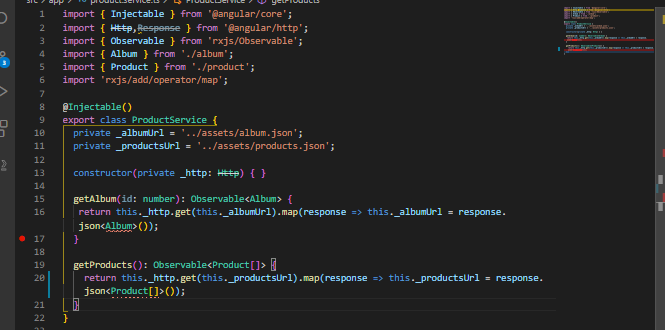 src > app > productService.ts > ProductService > getProducts
1 import { Injectable } from '@angular/core';
2 import { Http,Response } from '@angular/http';
3 import { Observable } from 'rxjs/Observable';
4 import { Album } from './album';
5 import { Product } from './product';
6 import 'rxjs/add/operator/map';
7
8 @Injectable()
9 export class ProductService {
10 private _albumUrl = '../assets/album.json';
11 private _productsUrl = '../assets/products.json';
12
13 constructor(private _http: Http) { }
14
15 getAlbum(id: number): Observable<Album> {
16 return this._http.get(this._albumUrl).map(response => this._albumUrl = response.
json<Album>());
17 }
18
19 getProducts(): Observable<Product[]> {
20 return this._http.get(this._productsUrl).map(response => this._productsUrl = response.
json<Product[]>());
21 }
22 }
3